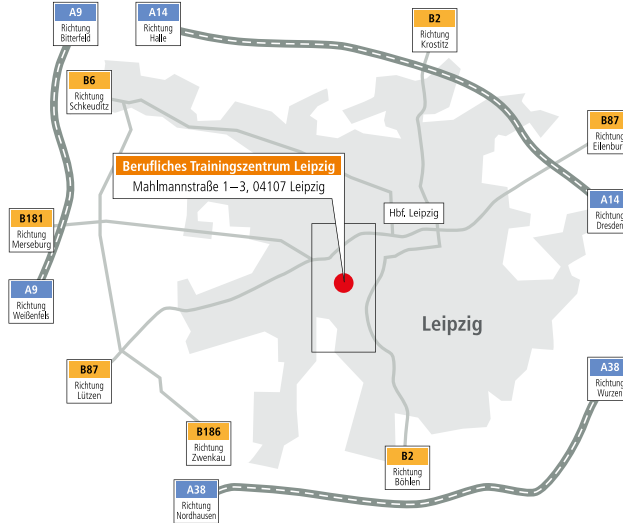 A9
Richtung
Bitterfeld
A14
Richtung
Halle
B2
Richtung
Krostitz
B6
Richtung
Schkeuditz
B87
Richtung
Eilenburg
Berufliches Trainingszentrum Leipzig
Mahlmannstraße 1–3, 04107 Leipzig
B181
Richtung
Merseburg
Hbf. Leipzig
A14
Richtung
Dresden
A9
Richtung
Weißenfels
Leipzig
B87
Richtung
Lützen
A38
Richtung
Wurzen
B186
Richtung
Zwenkau
B2
Richtung
Böhlen
A38
Richtung
Nordhausen